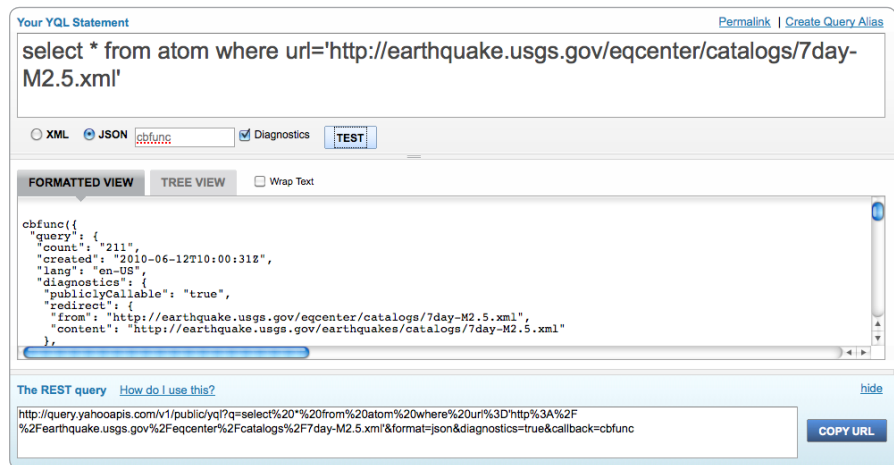 Your YQL Statement
Permalink | Create Query Alias
select * from atom where url='http://earthquake.usgs.gov/eqcenter/catalogs/7day-
M2.5.xml'
XML JSON cbfunc Diagnostics TEST
FORMATTED VIEW TREE VIEW Wrap Text
cbfunc({
"query": {
"count": "211",
"created": "2010-06-12T10:00:31Z",
"lang": "en-US",
"diagnostics": {
"publiclyCallable": "true",
"redirect": {
"from": "http://earthquake.usgs.gov/eqcenter/catalogs/7day-M2.5.xml",
"content": "http://earthquake.usgs.gov/earthquakes/catalogs/7day-M2.5.xml"
},
The REST query How do I use this?
hide
http://query.yahooapis.com/v1/public/yql?q=select%20*%20from%20atom%20where%20url%3D'http%3A%2F
%2Fearthquake.usgs.gov%2Feqcenter%2Fcatalogs%2F7day-M2.5.xml'&format=json&diagnostics=true&callback=cbfunc
COPY URL